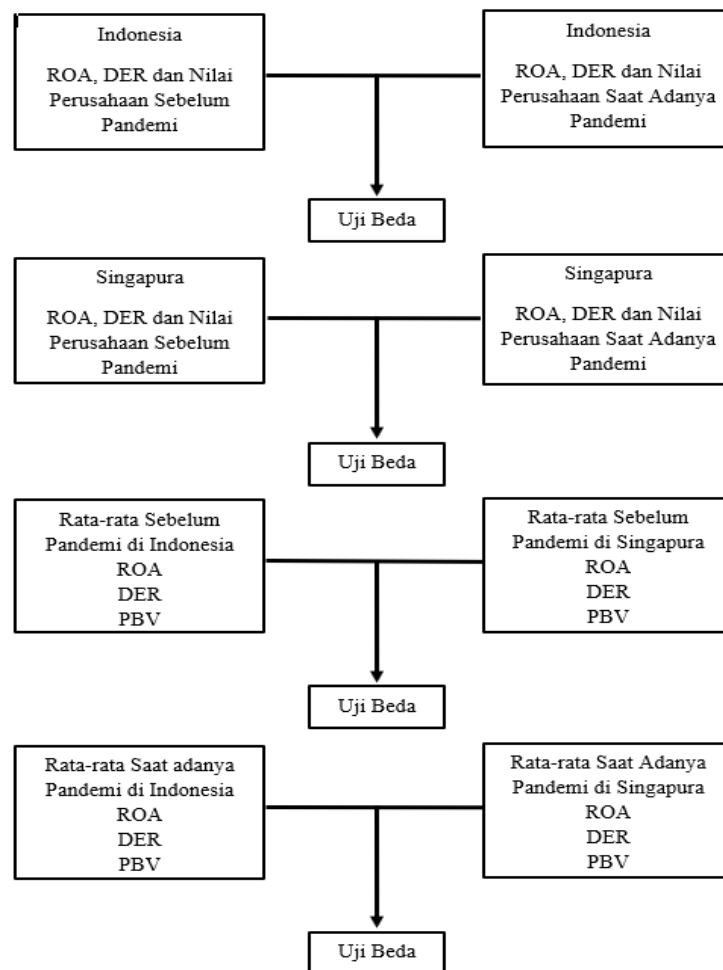 Indonesia
ROA, DER dan Nilai
Perusahaan Sebelum
Pandemi
Indonesia
ROA, DER dan Nilai
Perusahaan Saat Adanya
Pandemi
Uji Beda
Singapura
ROA, DER dan Nilai
Perusahaan Sebelum
Pandemi
Singapura
ROA, DER dan Nilai
Perusahaan Saat Adanya
Pandemi
Uji Beda
Rata-rata Sebelum
Pandemi di Indonesia
ROA
DER
PBV
Rata-rata Sebelum
Pandemi di Singapura
ROA
DER
PBV
Uji Beda
Rata-rata Saat adanya
Pandemi di Indonesia
ROA
DER
PBV
Rata-rata Saat Adanya
Pandemi di Singapura
ROA
DER
PBV
Uji Beda